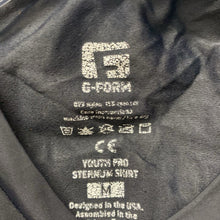 G
G-FORM
CE
YOUTH PRO
STERNUM SHIRT
M
Designed in the USA.
Assembled in the